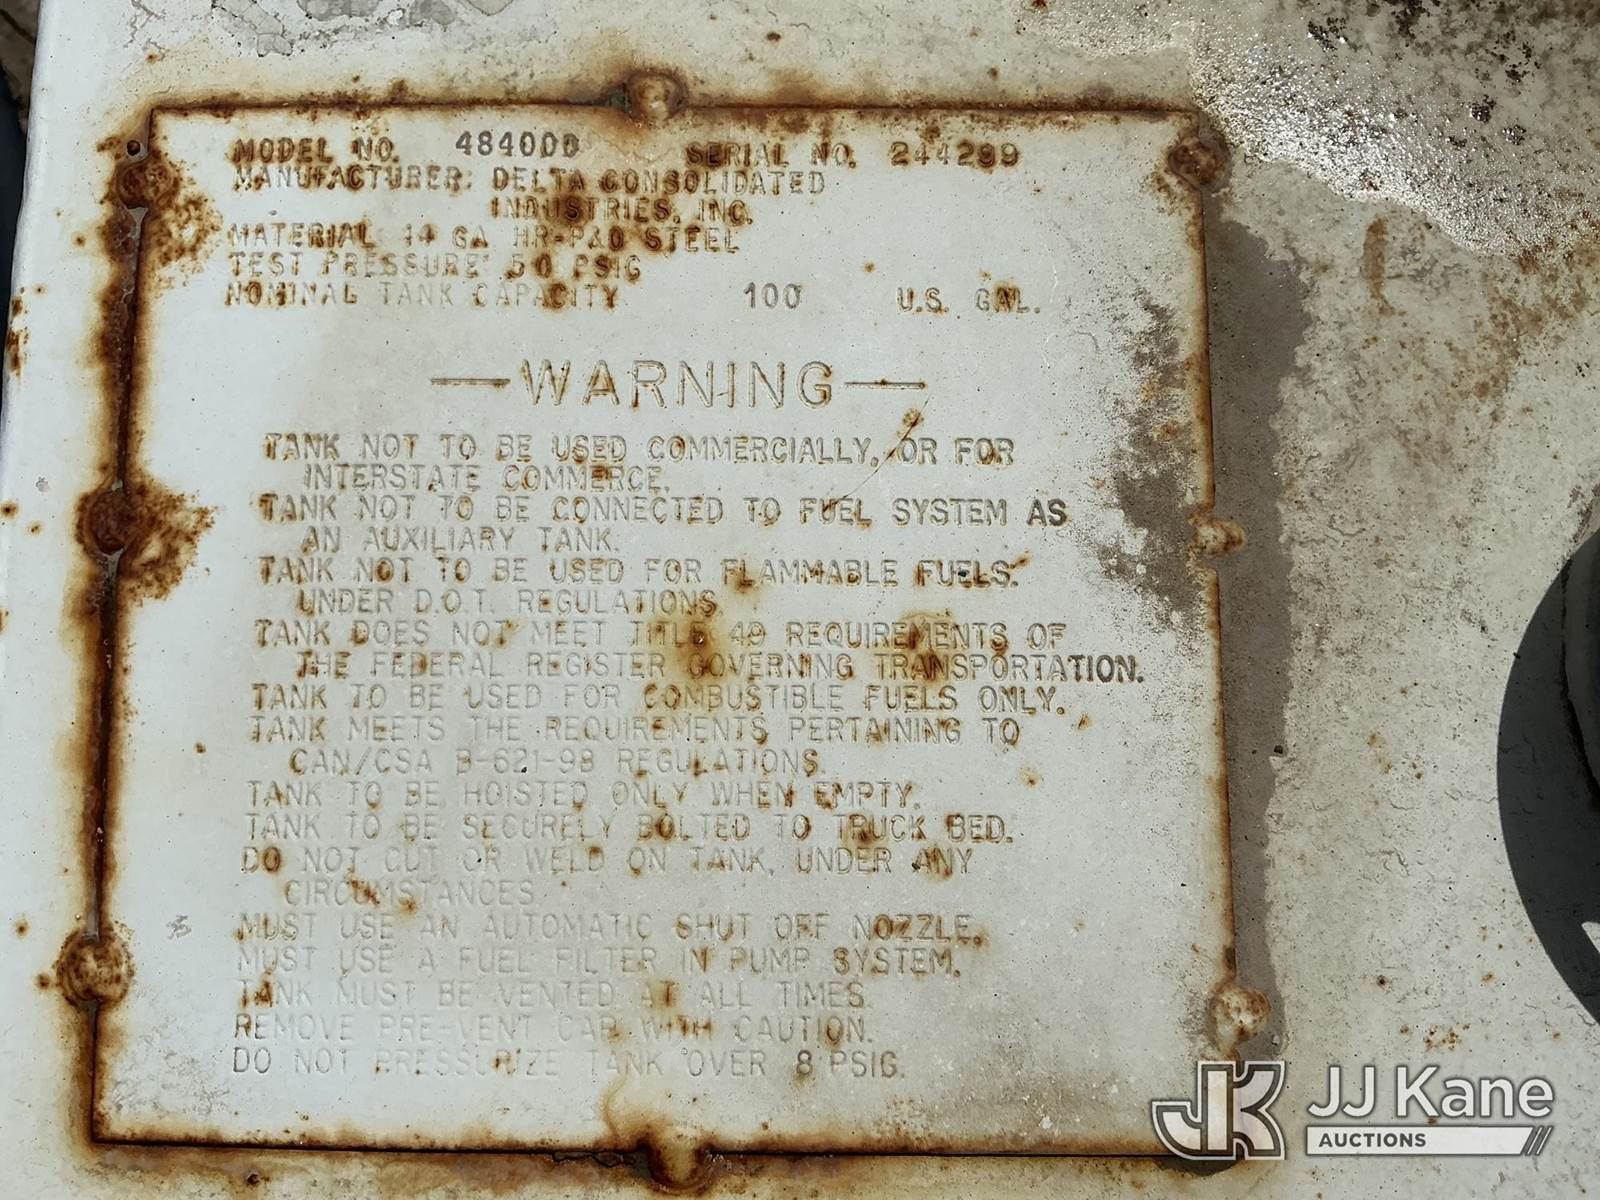 MODEL NO. 484000 SERIAL NO. 244299
MANUFACTURER: DELTA CONSOLIDATED
INDUSTRIES, INC.
MATERIAL 14 GA HR-P&O STEEL
TEST PRESSURE 5.0 PSIG
NOMINAL TANK CAPACITY 100 U.S. GAL.
—WARNING—
TANK NOT TO BE USED COMMERCIALLY, OR FOR
INTERSTATE COMMERCE.
TANK NOT TO BE CONNECTED TO FUEL SYSTEM AS
AN AUXILIARY TANK.
TANK NOT TO BE USED FOR FLAMMABLE FUELS.
UNDER D.O.T. REGULATIONS
TANK DOES NOT MEET TITLE 49 REQUIREMENTS OF
THE FEDERAL REGISTER GOVERNING TRANSPORTATION.
TANK TO BE USED FOR COMBUSTIBLE FUELS ONLY.
TANK MEETS THE REQUIREMENTS PERTAINING TO
CAN/CSA B-621-98 REGULATIONS.
TANK TO BE HOISTED ONLY WHEN EMPTY.
TANK TO BE SECURELY BOLTED TO TRUCK BED.
DO NOT CUT OR WELD ON TANK, UNDER ANY
CIRCUMSTANCES
MUST USE AN AUTOMATIC SHUT OFF NOZZLE.
MUST USE A FUEL FILTER IN PUMP SYSTEM.
TANK MUST BE VENTED AT ALL TIMES
REMOVE PRE-VENT CAP WITH CAUTION.
DO NOT PRESSURIZE TANK OVER 8 PSIG.
JK JJ Kane
AUCTIONS